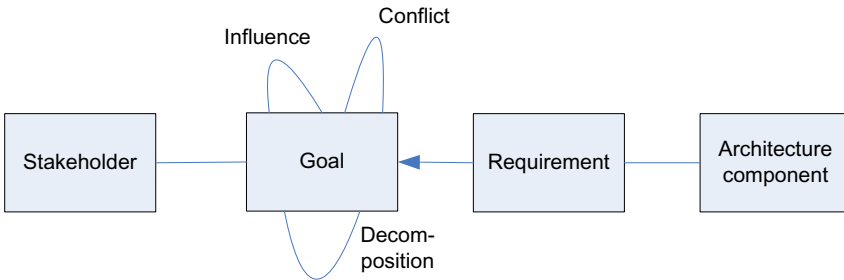 Conflict
Influence
Stakeholder
Goal
Requirement
Architecture
component
Decom-
position